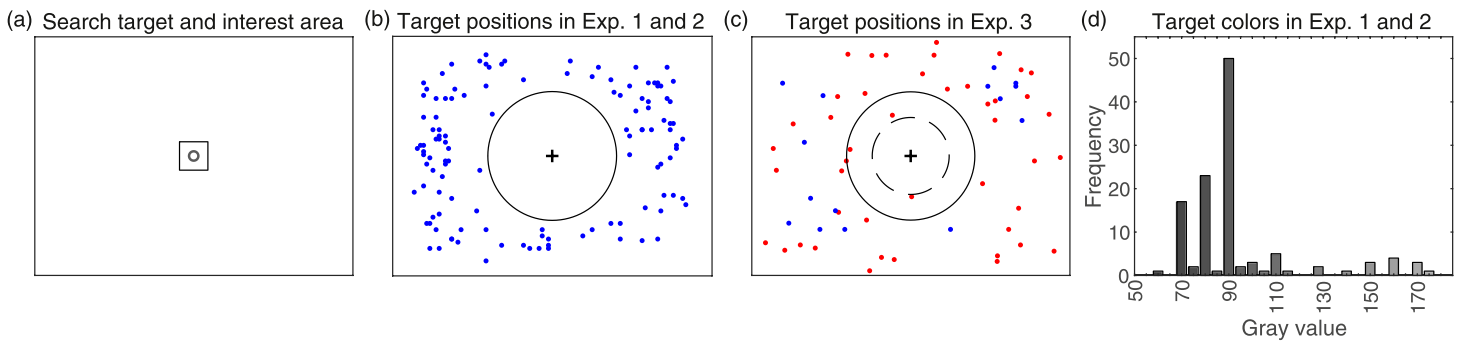 (a) Search target and interest area
(b) Target positions in Exp. 1 and 2
(c) Target positions in Exp. 3
(d) Target colors in Exp. 1 and 2
Frequency
50
40
30
20
10
0
50
70
90
110
130
150
170
Gray value